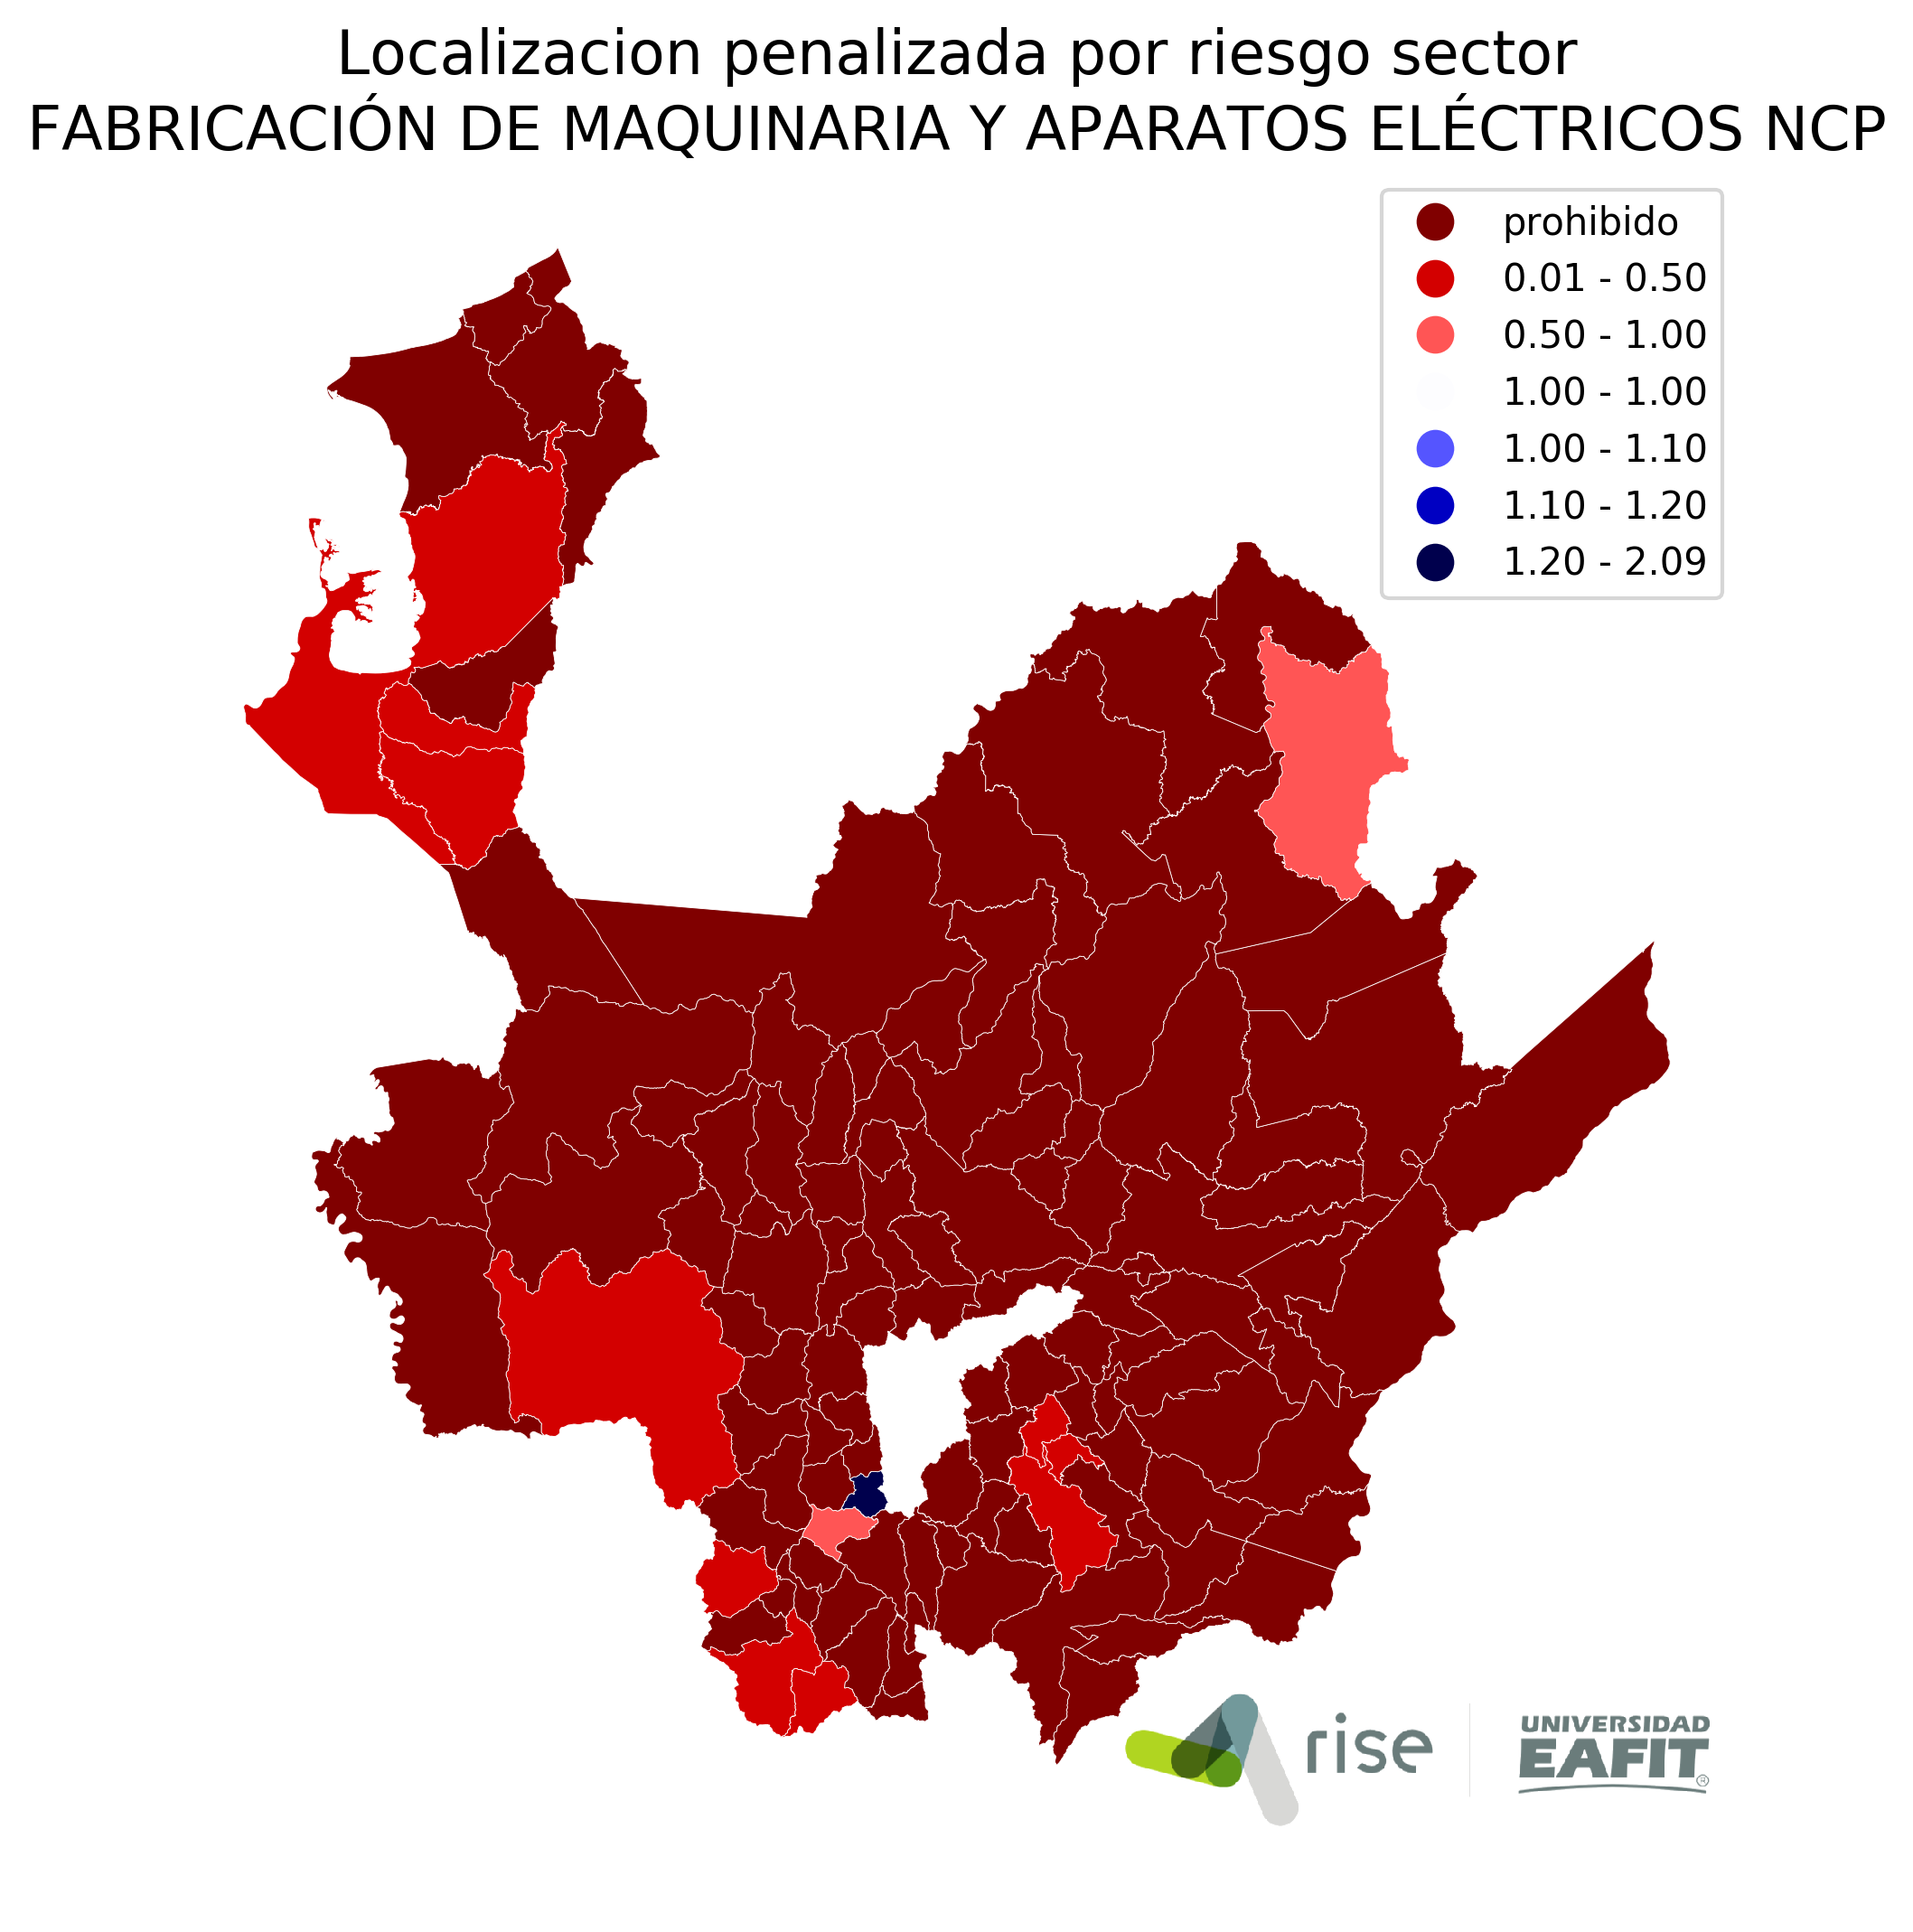 Localizacion penalizada por riesgo sector
FABRICACIÓN DE MAQUINARIA Y APARATOS ELÉCTRICOS NCP
prohibido
0.01 - 0.50
0.50 - 1.00
1.00 - 1.00
1.00 - 1.10
1.10 - 1.20
1.20 - 2.09
rise
UNIVERSIDAD
EAFIT®